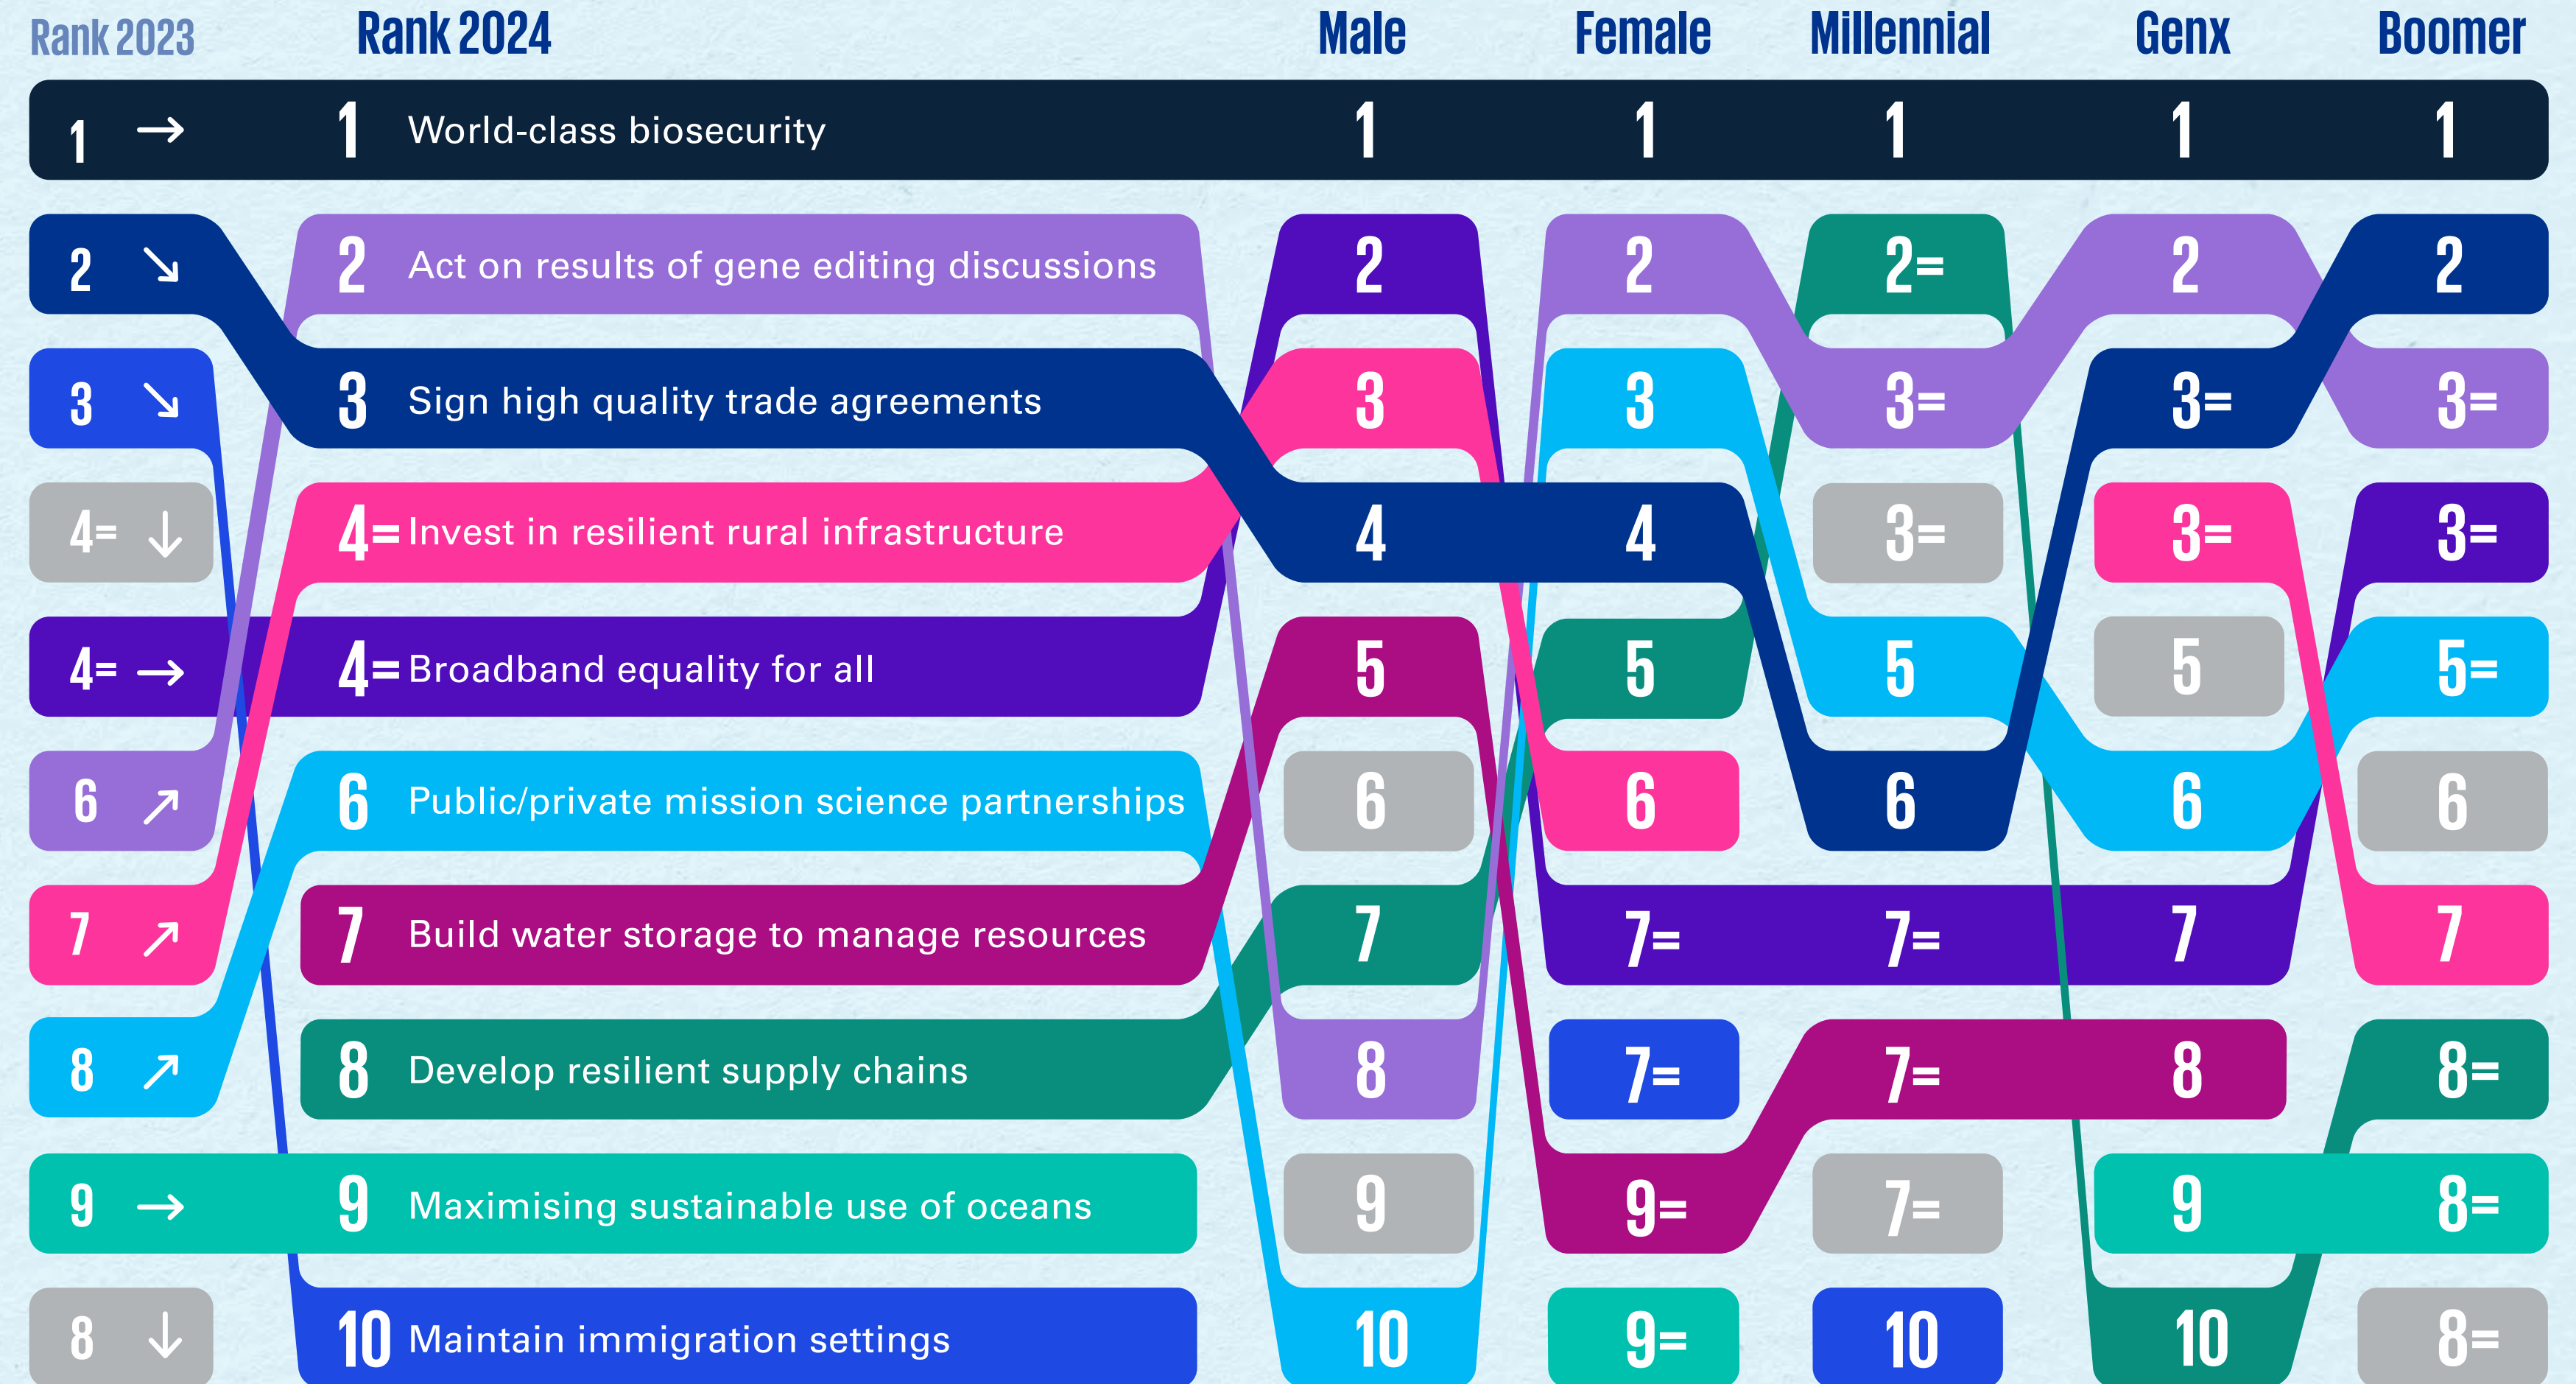 Rank 2023 Rank 2024 Male Female Millennial Genx Boomer
1 → 1 World-class biosecurity 1 1 1 1 1
2 ↘ 2 Act on results of gene editing discussions 2 2 2= 2 2
3 ↘ 3 Sign high quality trade agreements 3 3 3= 3= 3=
4= ↓ 4= Invest in resilient rural infrastructure 4 4 3= 3= 3=
4= → 4= Broadband equality for all 5 5 5 5 5=
6 ↗ 6 Public/private mission science partnerships 6 6 6 6 6
7 ↗ 7 Build water storage to manage resources 7 7= 7= 7 7
8 ↗ 8 Develop resilient supply chains 8 7= 7= 8 8=
9 → 9 Maximising sustainable use of oceans 9 9= 7= 9 8=
8 ↓ 10 Maintain immigration settings 10 9= 10 10 8=